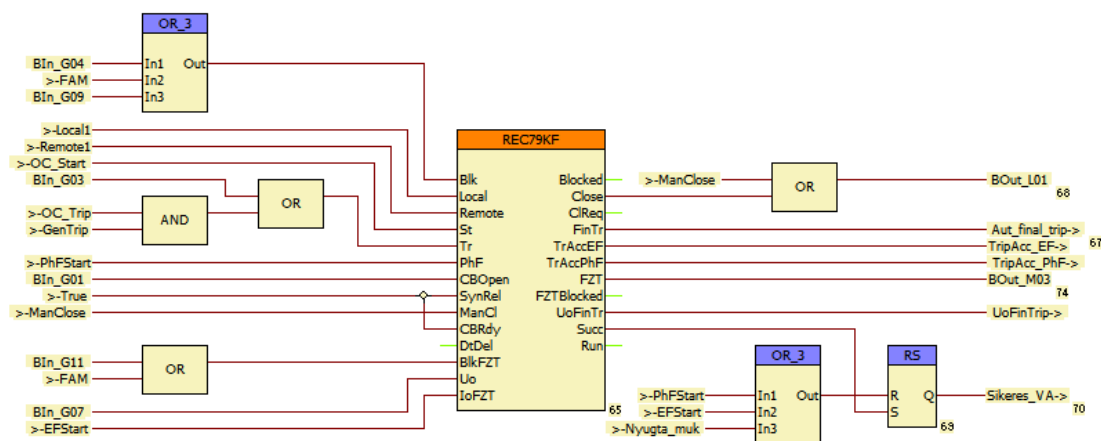 OR_3
BIn_G04 In1 Out
>-FAM In2
BIn_G09 In3
>-Local1
>-Remote1
>-OC_Start
BIn_G03
OR
>-OC_Trip
>-GenTrip
AND
>-PhFStart
BIn_G01
>-True
>-ManClose
BIn_G11
>-FAM
OR
BIn_G07
>-EFStart
REC79KF
Blk Blocked
Local Close
Remote ClReq
St FinTr
Tr TrAccEF
PhF TrAccPhF
CBOpen FZT
SynRel FZTBlocked
ManCl UoFinTr
CBRdy Succ
DtDel Run
BlkFZT
Uo
IoFZT
65
>-ManClose
OR
BOut_L01
68
Aut_final_trip->
TripAcc_EF->
67
TripAcc_PhF->
BOut_M03
74
UoFinTrip->
OR_3
>-PhFStart In1 Out
>-EFStart In2
>-Nyugta_muk In3
RS
R Q
S
69
Sikeres_VA->
70